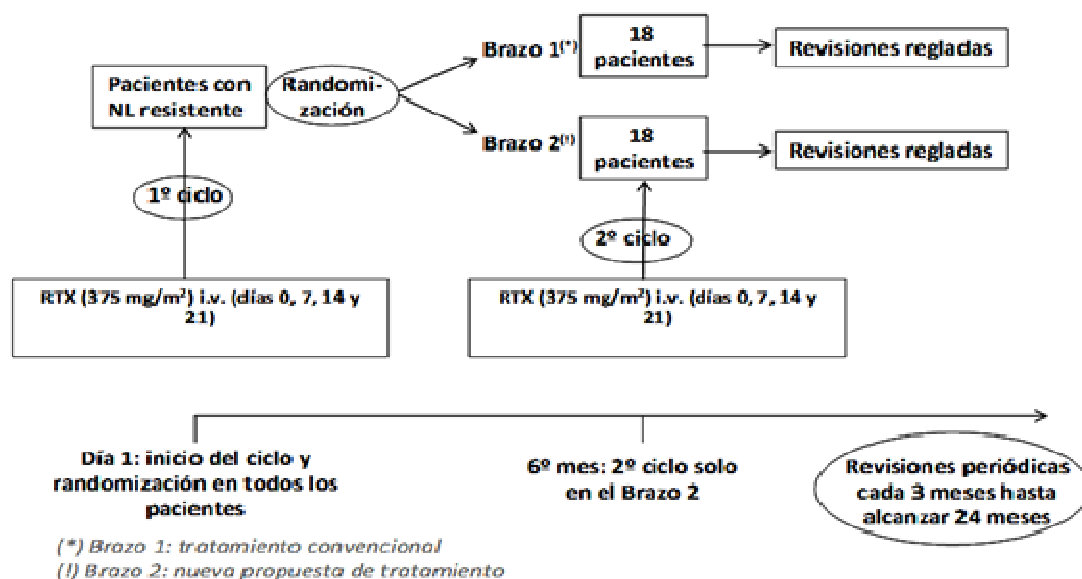 Pacientes con
NL resistente
Randomi-
zación
Brazo 1(*)
18
pacientes
Revisiones regladas
Brazo 2(!)
18
pacientes
Revisiones regladas
1º ciclo
2º ciclo
RTX (375 mg/m²) i.v. (días 0, 7, 14 y
21)
RTX (375 mg/m²) i.v. (días 0, 7, 14 y
21)
Día 1: inicio del ciclo y
randomización en todos los
pacientes
6º mes: 2º ciclo solo
en el Brazo 2
Revisiones periódicas
cada 3 meses hasta
alcanzar 24 meses
(*) Brazo 1: tratamiento convencional
(!) Brazo 2: nueva propuesta de tratamiento